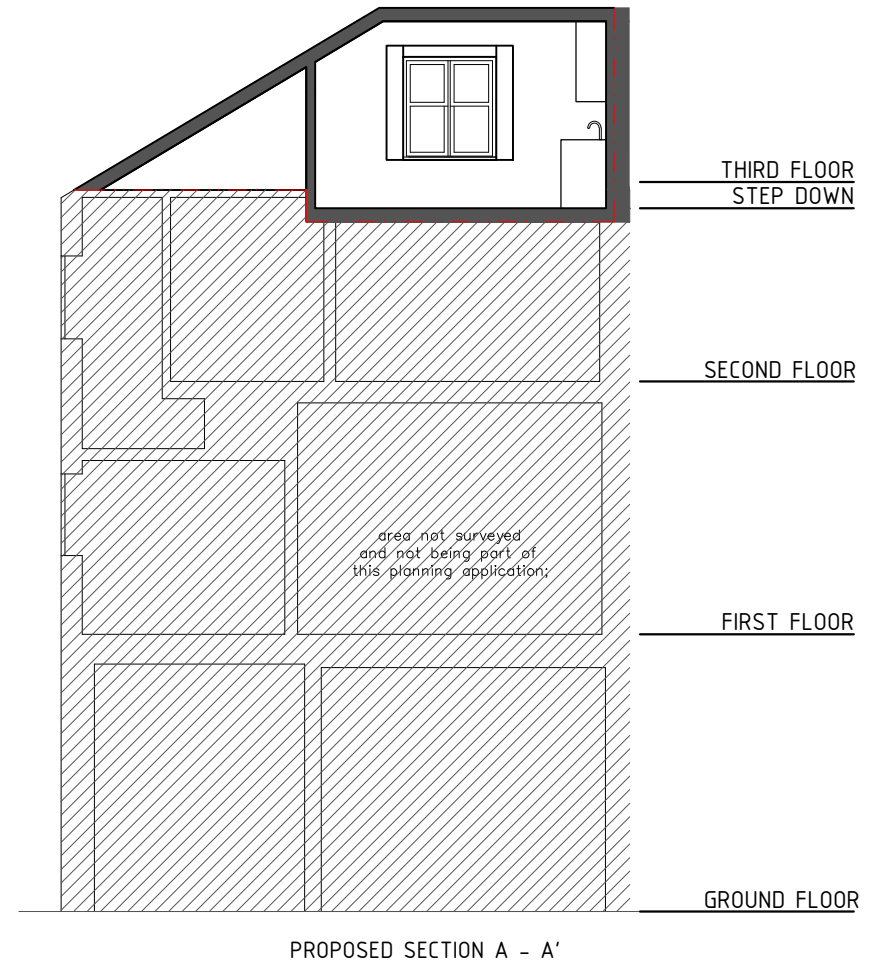 THIRD FLOOR
STEP DOWN
SECOND FLOOR
area not surveyed
and not being part of
this planning application;
FIRST FLOOR
GROUND FLOOR
PROPOSED SECTION A - A'